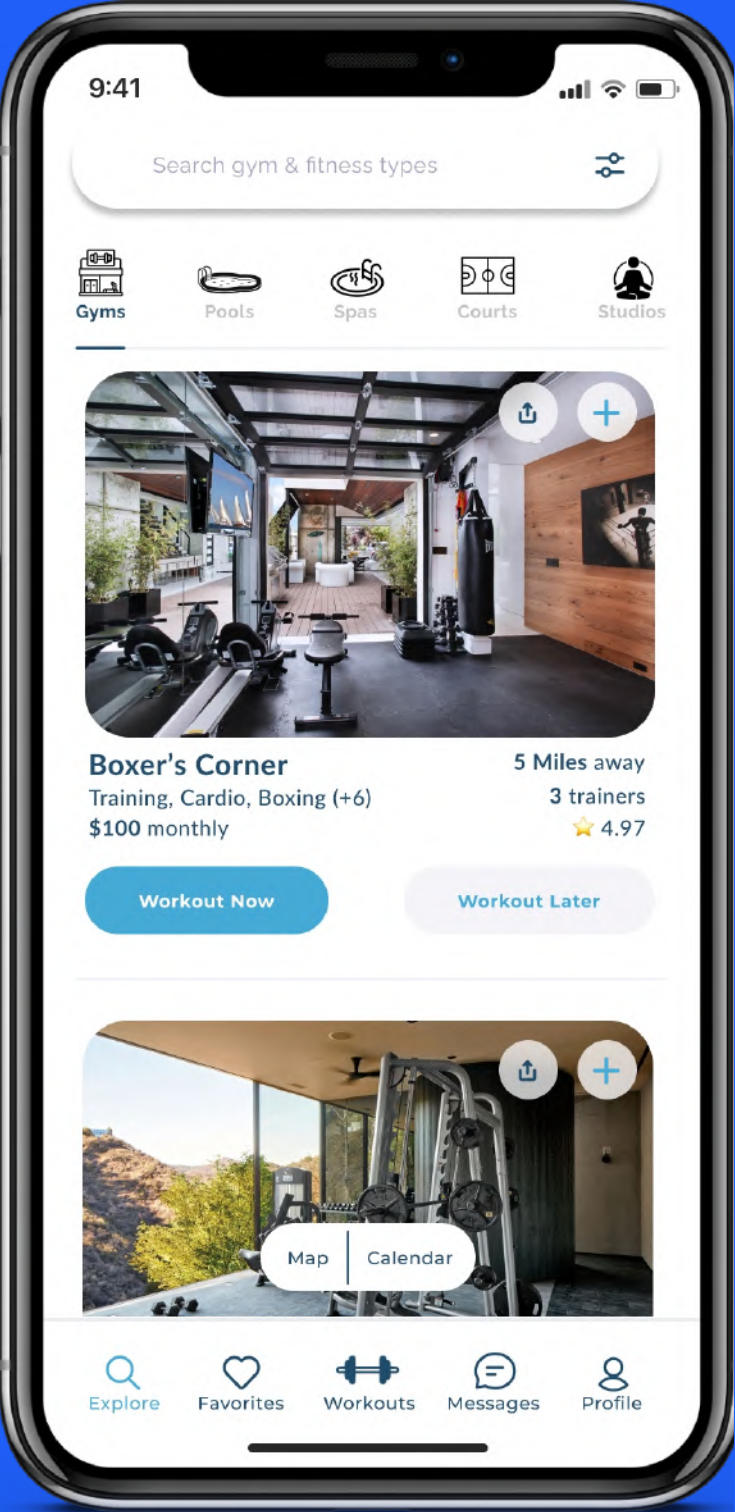 9:41
Search gym & fitness types
Gyms Pools Spas Courts Studios
Boxer's Corner 5 Miles away
Training, Cardio, Boxing (+6) 3 trainers
$100 monthly 4.97
Workout Now Workout Later
Map Calendar
Explore Favorites Workouts Messages Profile